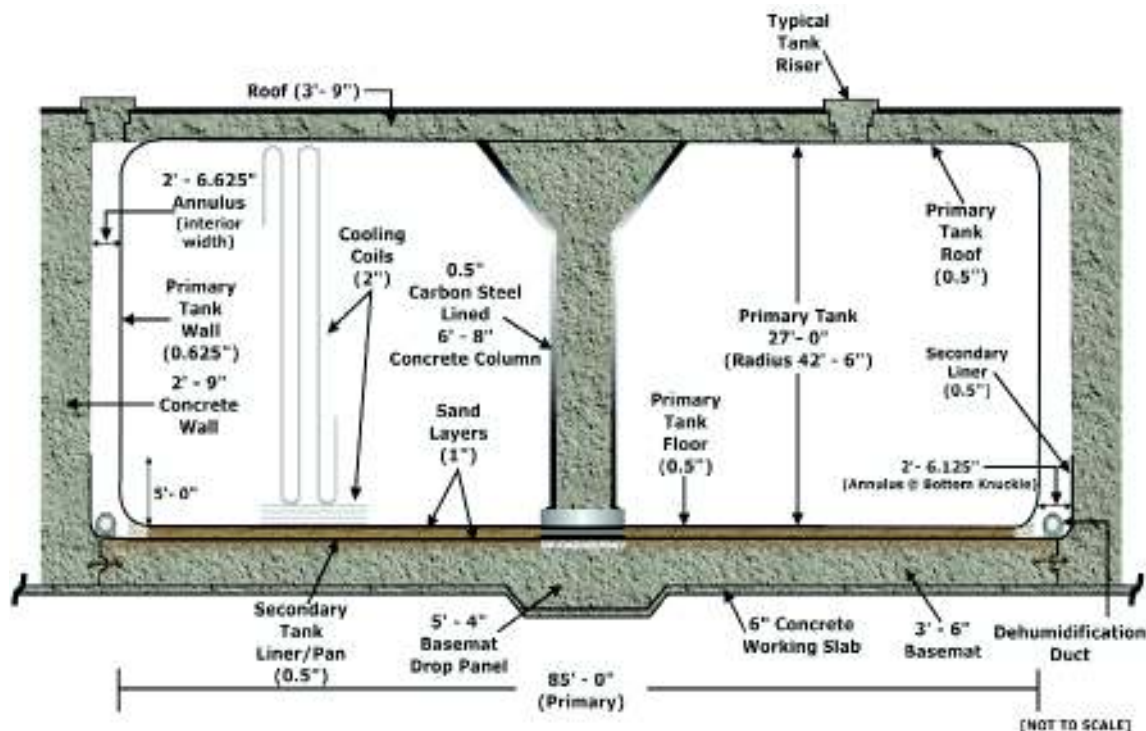 Typical
Tank
Riser
Roof (3'- 9")
2' - 6.625"
Annulus
(interior
width)
Cooling
Coils
(2")
0.5"
Carbon Steel
Lined
6' - 8"
Concrete Column
Primary
Tank
Roof
(0.5")
Primary
Tank
Wall
(0.625")
Primary Tank
27'- 0"
(Radius 42' - 6")
Secondary
Liner
(0.5")
2' - 9"
Concrete
Wall
Sand
Layers
(1")
Primary
Tank
Floor
(0.5")
2'- 6.125"
(Annulus @ Bottom Knuckle)
5'- 0"
Secondary
Tank
Liner/Pan
(0.5")
5' - 4"
Basemat
Drop Panel
6" Concrete
Working Slab
3' - 6"
Basemat
Dehumidification
Duct
85' - 0"
(Primary)
[NOT TO SCALE]